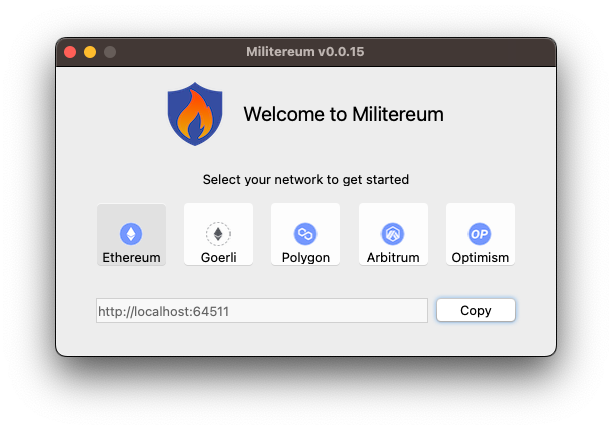 Militereum v0.0.15
Welcome to Militereum
Select your network to get started
Ethereum Goerli Polygon Arbitrum Optimism
OP
http://localhost:64511 Copy